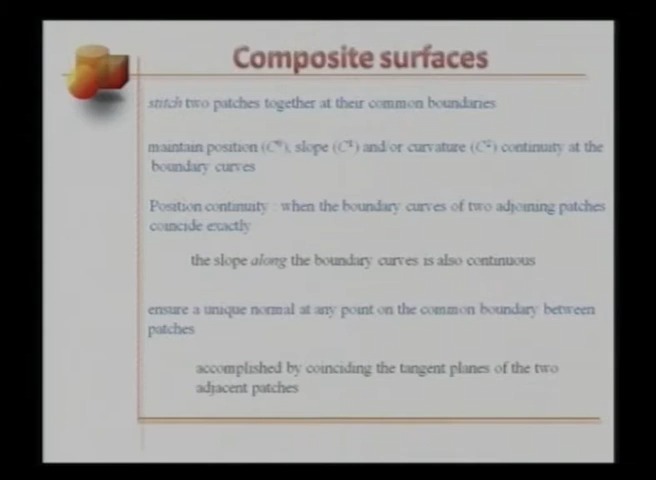 Composite surfaces
stitch two patches together at their common boundaries
maintain position (C⁰), slope (C¹) and/or curvature (C²) continuity at the
boundary curves
Position continuity : when the boundary curves of two adjoining patches
coincide exactly
the slope along the boundary curves is also continuous
ensure a unique normal at any point on the common boundary between
patches
accomplished by coinciding the tangent planes of the two
adjacent patches